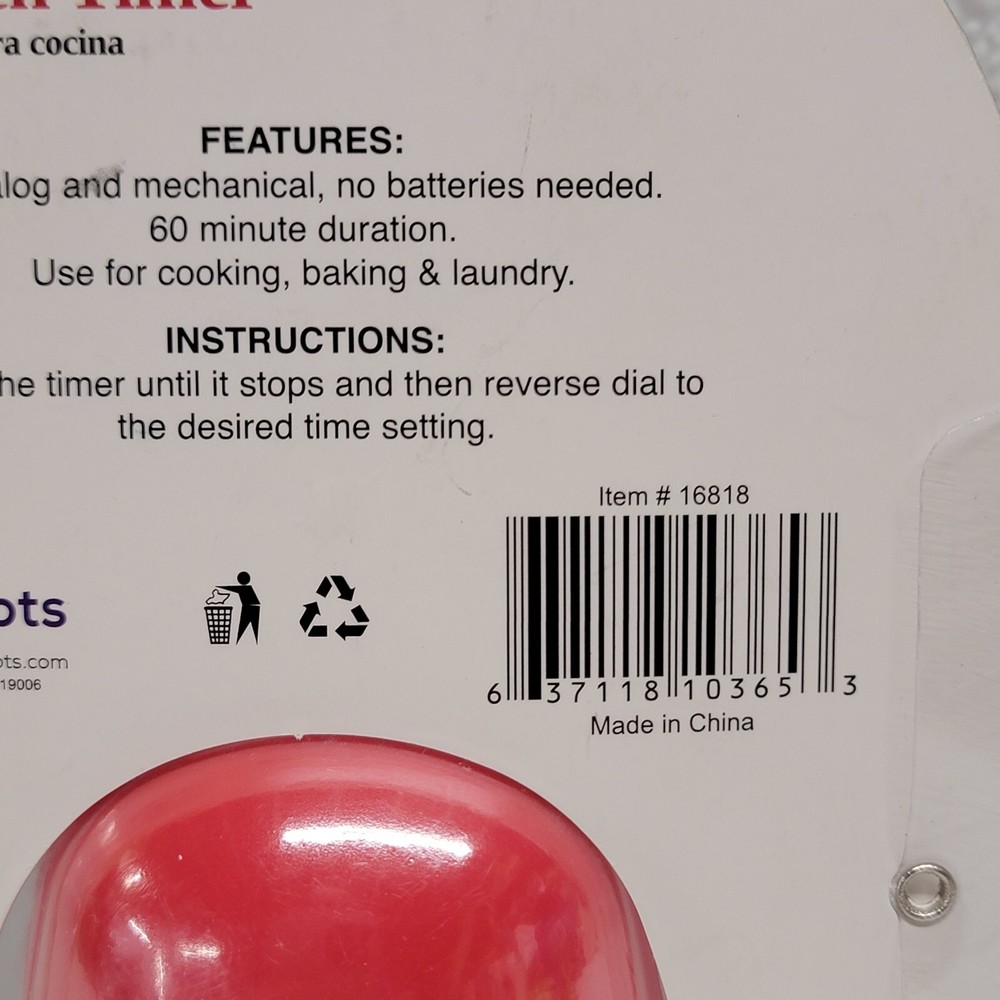 Timer
cocina
FEATURES:
and mechanical, no batteries needed.
60 minute duration.
Use for cooking, baking & laundry.
INSTRUCTIONS:
he timer until it stops and then reverse dial to
the desired time setting.
Item # 16818
ots
ots.com
19006
6 37118 10365 3
Made in China